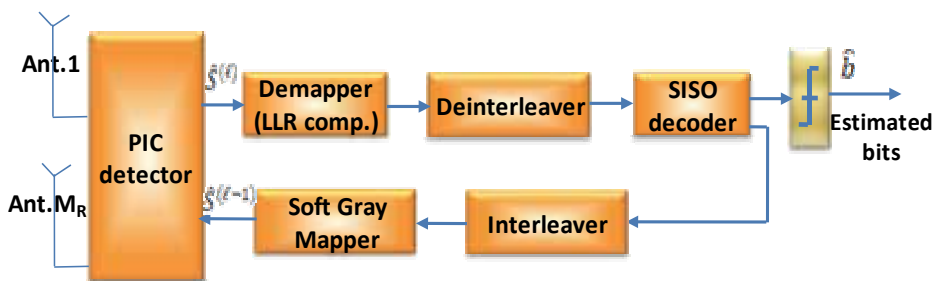 Ant.1
Ant.M_R
PIC
detector
ŝ^(ℓ)
Demapper
(LLR comp.)
Deinterleaver
SISO
decoder
b̂
Estimated
bits
ŝ^(ℓ−1)
Soft Gray
Mapper
Interleaver